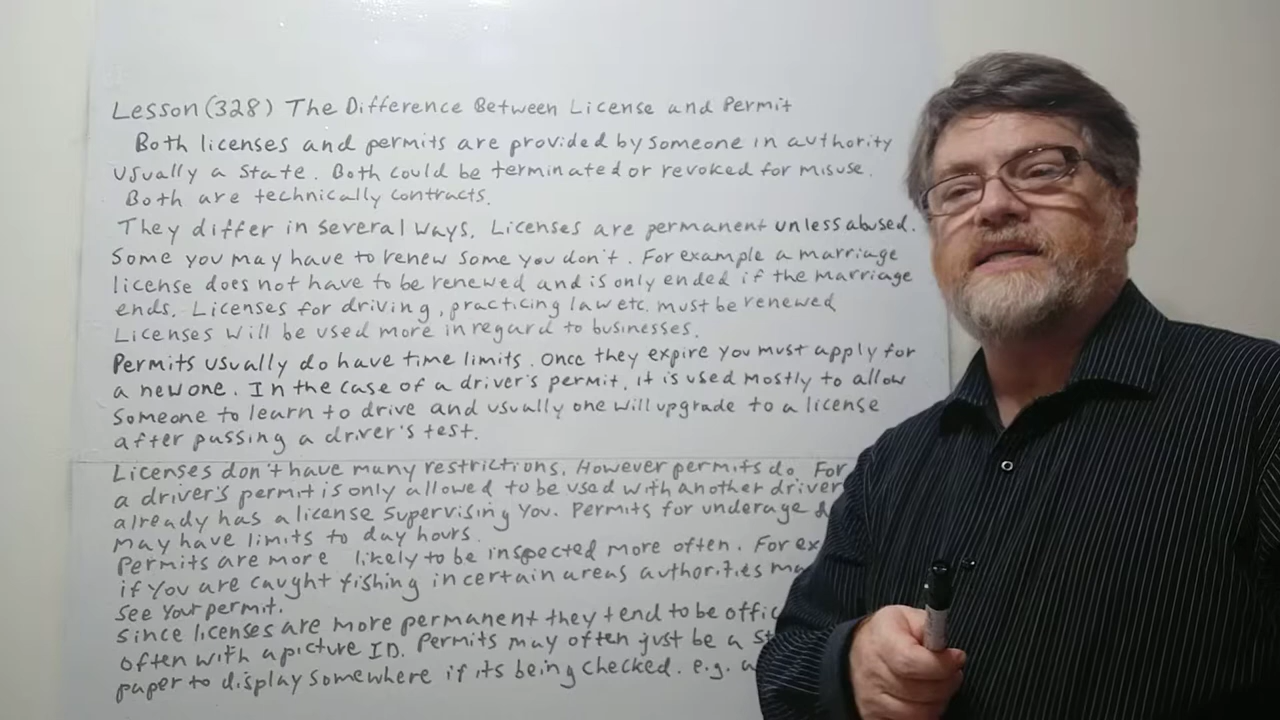 Lesson (328) The Difference Between License and Permit
Both licenses and permits are provided by someone in authority
usually a state. Both could be terminated or revoked for misuse.
Both are technically contracts.
They differ in several ways. Licenses are permanent unless abused.
Some you may have to renew some you don't. For example a marriage
license does not have to be renewed and is only ended if the marriage
ends. Licenses for driving, practicing law etc. must be renewed
Licenses will be used more in regard to businesses.
Permits usually do have time limits. Once they expire you must apply for
a new one. In the case of a driver's permit, it is used mostly to allow
someone to learn to drive and usually one will upgrade to a license
after passing a driver's test.
Licenses don't have many restrictions. However permits do. For
a driver's permit is only allowed to be used with another driver
already has a license supervising you. Permits for underage
may have limits to day hours.
Permits are more likely to be inspected more often. For ex
if you are caught fishing in certain areas authorities
see your permit.
since licenses are more permanent they tend to be offic
often with a picture ID. Permits may often just be a
paper to display somewhere if its being checked. e.g.